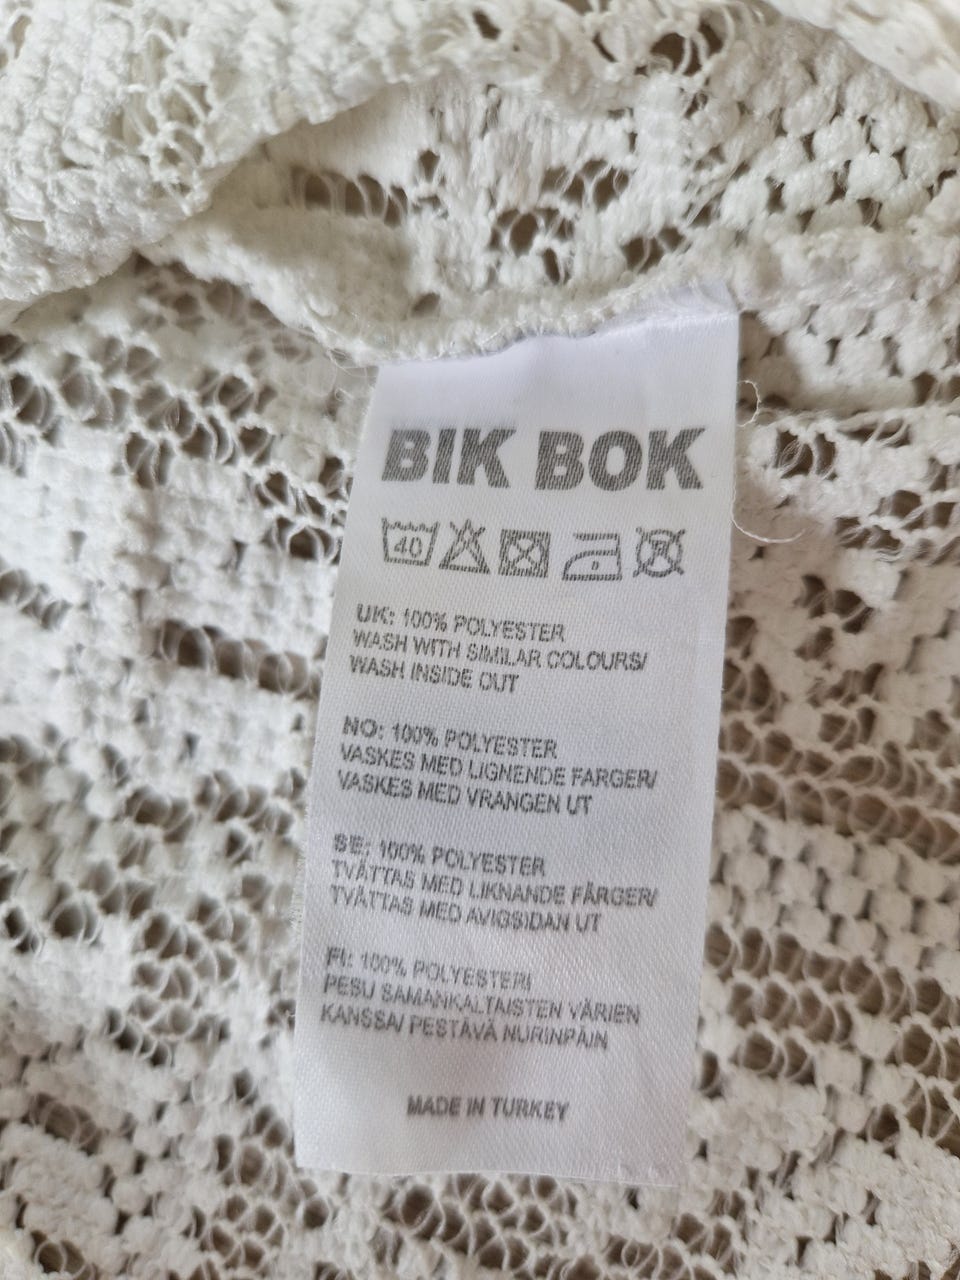 BIK BOK
40
UK: 100% POLYESTER
WASH WITH SIMILAR COLOURS/
WASH INSIDE OUT
NO: 100% POLYESTER
VASKES MED LIGNENDE FARGER/
VASKES MED VRANGEN UT
SE: 100% POLYESTER
TVÄTTAS MED LIKNANDE FÄRGER/
TVÄTTAS MED AVIGSIDAN UT
FI: 100% POLYESTERI
PESU SAMANKALTAISTEN VÄRIEN
KANSSA/ PESTÄVÄ NURINPÄIN
MADE IN TURKEY